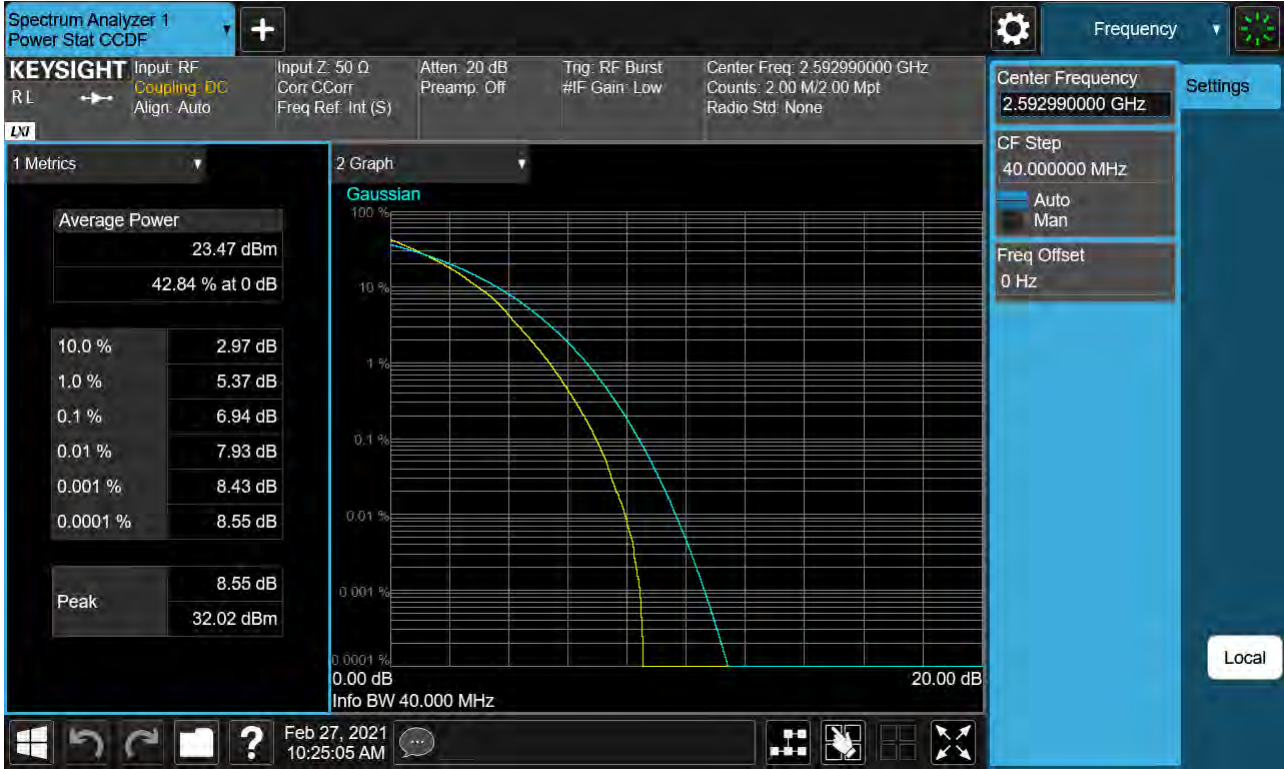 Spectrum Analyzer 1
Power Stat CCDF
Frequency
KEYSIGHT
RL
LXI
Input: RF
Coupling: DC
Align: Auto
Input Z: 50 Ω
Corr CCorr
Freq Ref: Int (S)
Atten: 20 dB
Preamp: Off
Trig: RF Burst
#IF Gain: Low
Center Freq: 2.592990000 GHz
Counts: 2.00 M/2.00 Mpt
Radio Std: None
Center Frequency
2.592990000 GHz
Settings
CF Step
40.000000 MHz
Auto
Man
Freq Offset
0 Hz
1 Metrics
Average Power
23.47 dBm
42.84 % at 0 dB
10.0 % 2.97 dB
1.0 % 5.37 dB
0.1 % 6.94 dB
0.01 % 7.93 dB
0.001 % 8.43 dB
0.0001 % 8.55 dB
Peak
8.55 dB
32.02 dBm
2 Graph
Gaussian
100 %
10 %
1 %
0.1 %
0.01 %
0.001 %
0.0001 %
0.00 dB 20.00 dB
Info BW 40.000 MHz
Local
?
Feb 27, 2021
10:25:05 AM